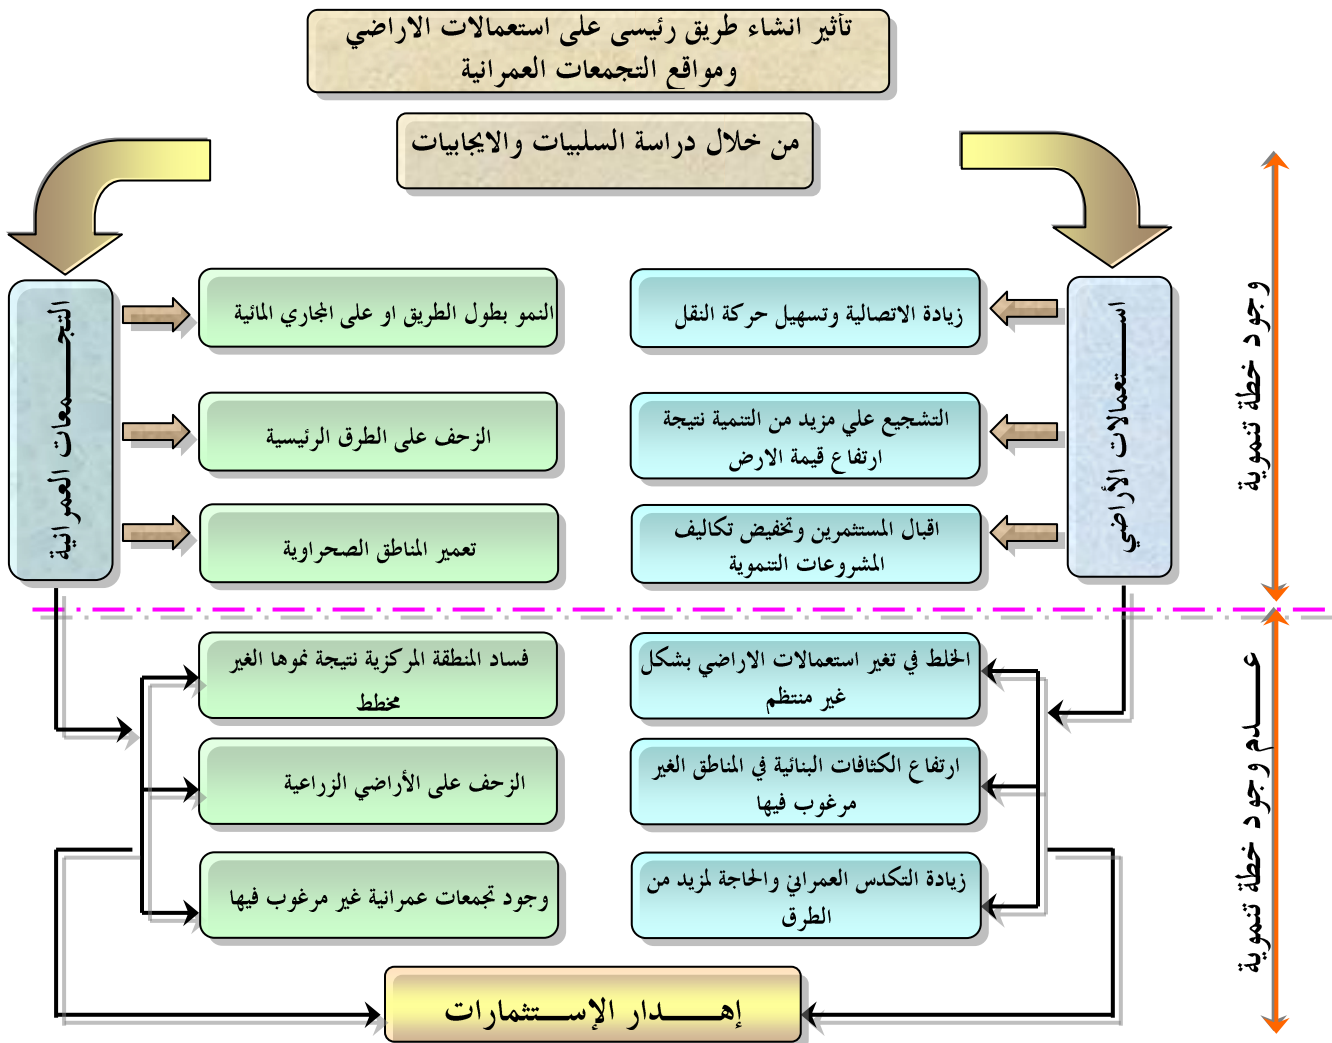 تأثير انشاء طريق رئيسى على استعمالات الاراضي
ومواقع التجمعات العمرانية
من خلال دراسة السلبيات والايجابيات
وجود خطة تنموية
استعمالات الأراضي
زيادة الاتصالية وتسهيل حركة النقل
التشجيع علي مزيد من التنمية نتيجة
ارتفاع قيمة الارض
اقبال المستثمرين وتخفيض تكاليف
المشروعات التنموية
التجمعات العمرانية
النمو بطول الطريق او على المجاري المائية
الزحف على الطرق الرئيسية
تعمير المناطق الصحراوية
عدم وجود خطة تنموية
الخلط في تغير استعمالات الاراضي بشكل
غير منتظم
ارتفاع الكثافات البنائية في المناطق الغير
مرغوب فيها
زيادة التكدس العمراني والحاجة لمزيد من
الطرق
فساد المنطقة المركزية نتيجة نموها الغير
مخطط
الزحف على الأراضي الزراعية
وجود تجمعات عمرانية غير مرغوب فيها
إهدار الإستثمارات